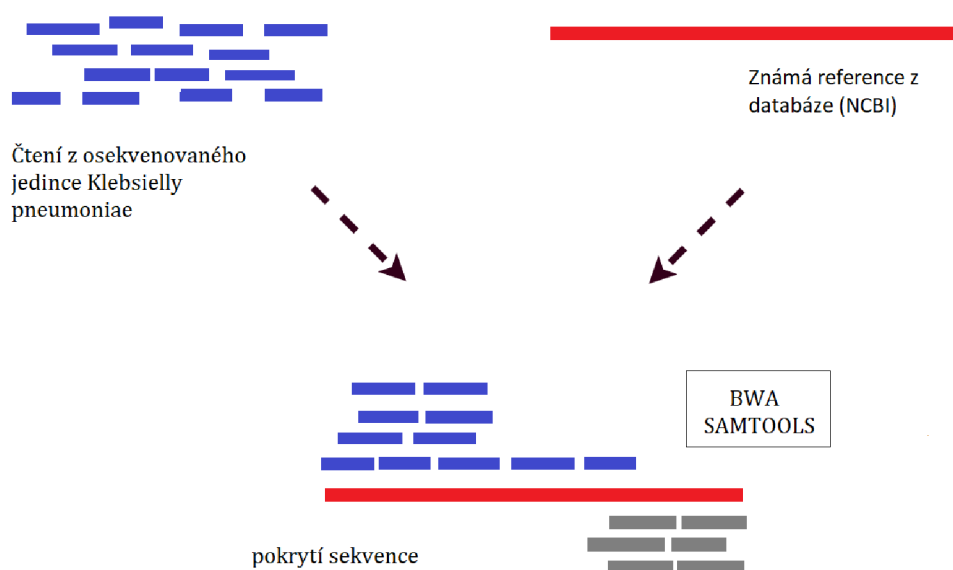 Známá reference z
databáze (NCBI)
Čtení z osekvenovaného
jedince Klebsielly
pneumoniae
BWA
SAMTOOLS
pokrytí sekvence